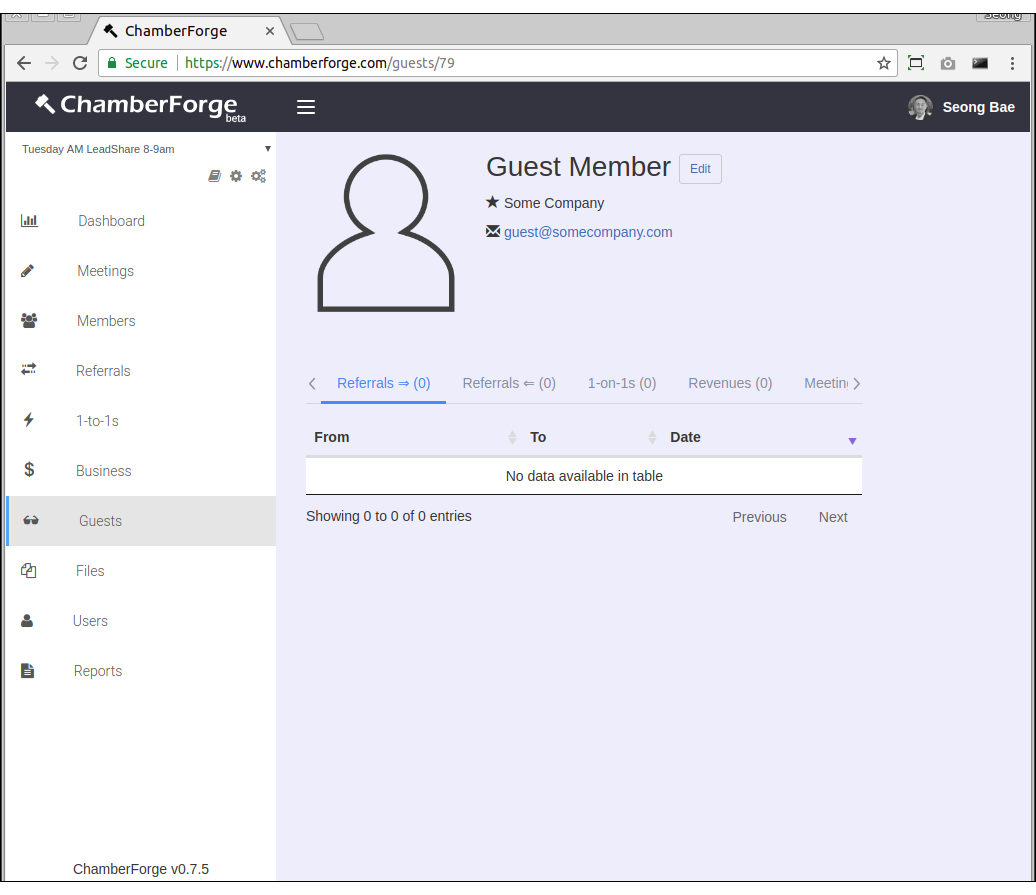 Seong
ChamberForge
Secure https://www.chamberforge.com/guests/79
ChamberForge
beta
Seong Bae
Tuesday AM LeadShare 8-9am
Dashboard
Meetings
Members
Referrals
1-to-1s
Business
Guests
Files
Users
Reports
ChamberForge v0.7.5
Guest Member Edit
Some Company
guest@somecompany.com
Referrals ⇒ (0) Referrals ⇐ (0) 1-on-1s (0) Revenues (0) Meetin
From To Date
No data available in table
Showing 0 to 0 of 0 entries Previous Next